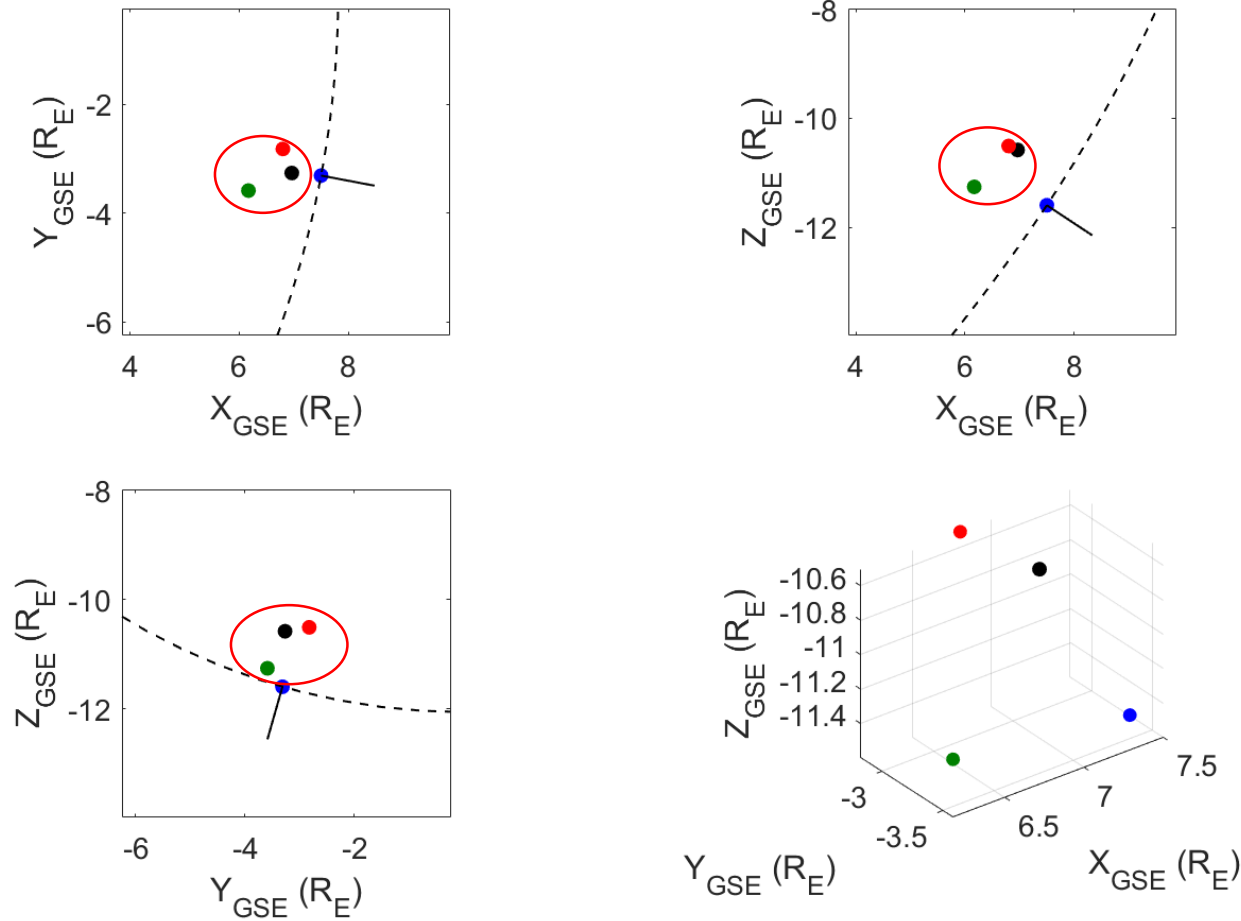 -2
-4
-6
Y_GSE (R_E)
4 6 8
X_GSE (R_E)
-8
-10
-12
Z_GSE (R_E)
4 6 8
X_GSE (R_E)
-8
-10
-12
Z_GSE (R_E)
-6 -4 -2
Y_GSE (R_E)
-10.6
-10.8
-11
-11.2
-11.4
Z_GSE (R_E)
-3
-3.5
Y_GSE (R_E)
6.5
7
7.5
X_GSE (R_E)